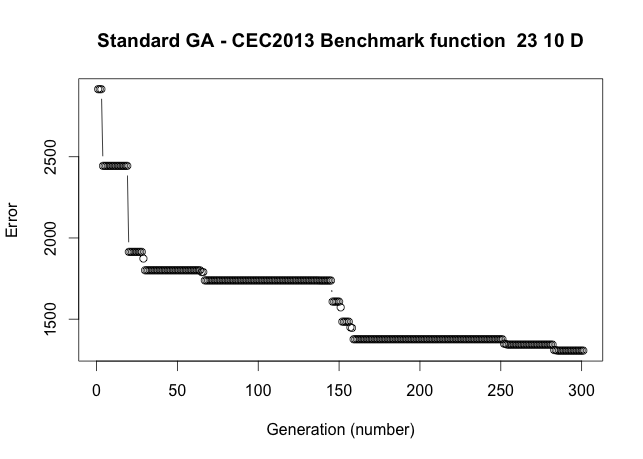 Standard GA - CEC2013 Benchmark function  23 10 D
Error
2500
2000
1500
0 50 100 150 200 250 300
Generation (number)